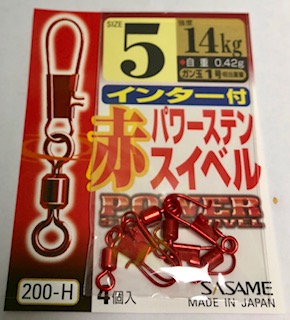 SIZE
5
強度
14kg
自重 0.42g
ガン玉1号相当重量
インター付
赤
パワーステン
スイベル
POWER
200-H
4個入
SASAME
MADE IN JAPAN